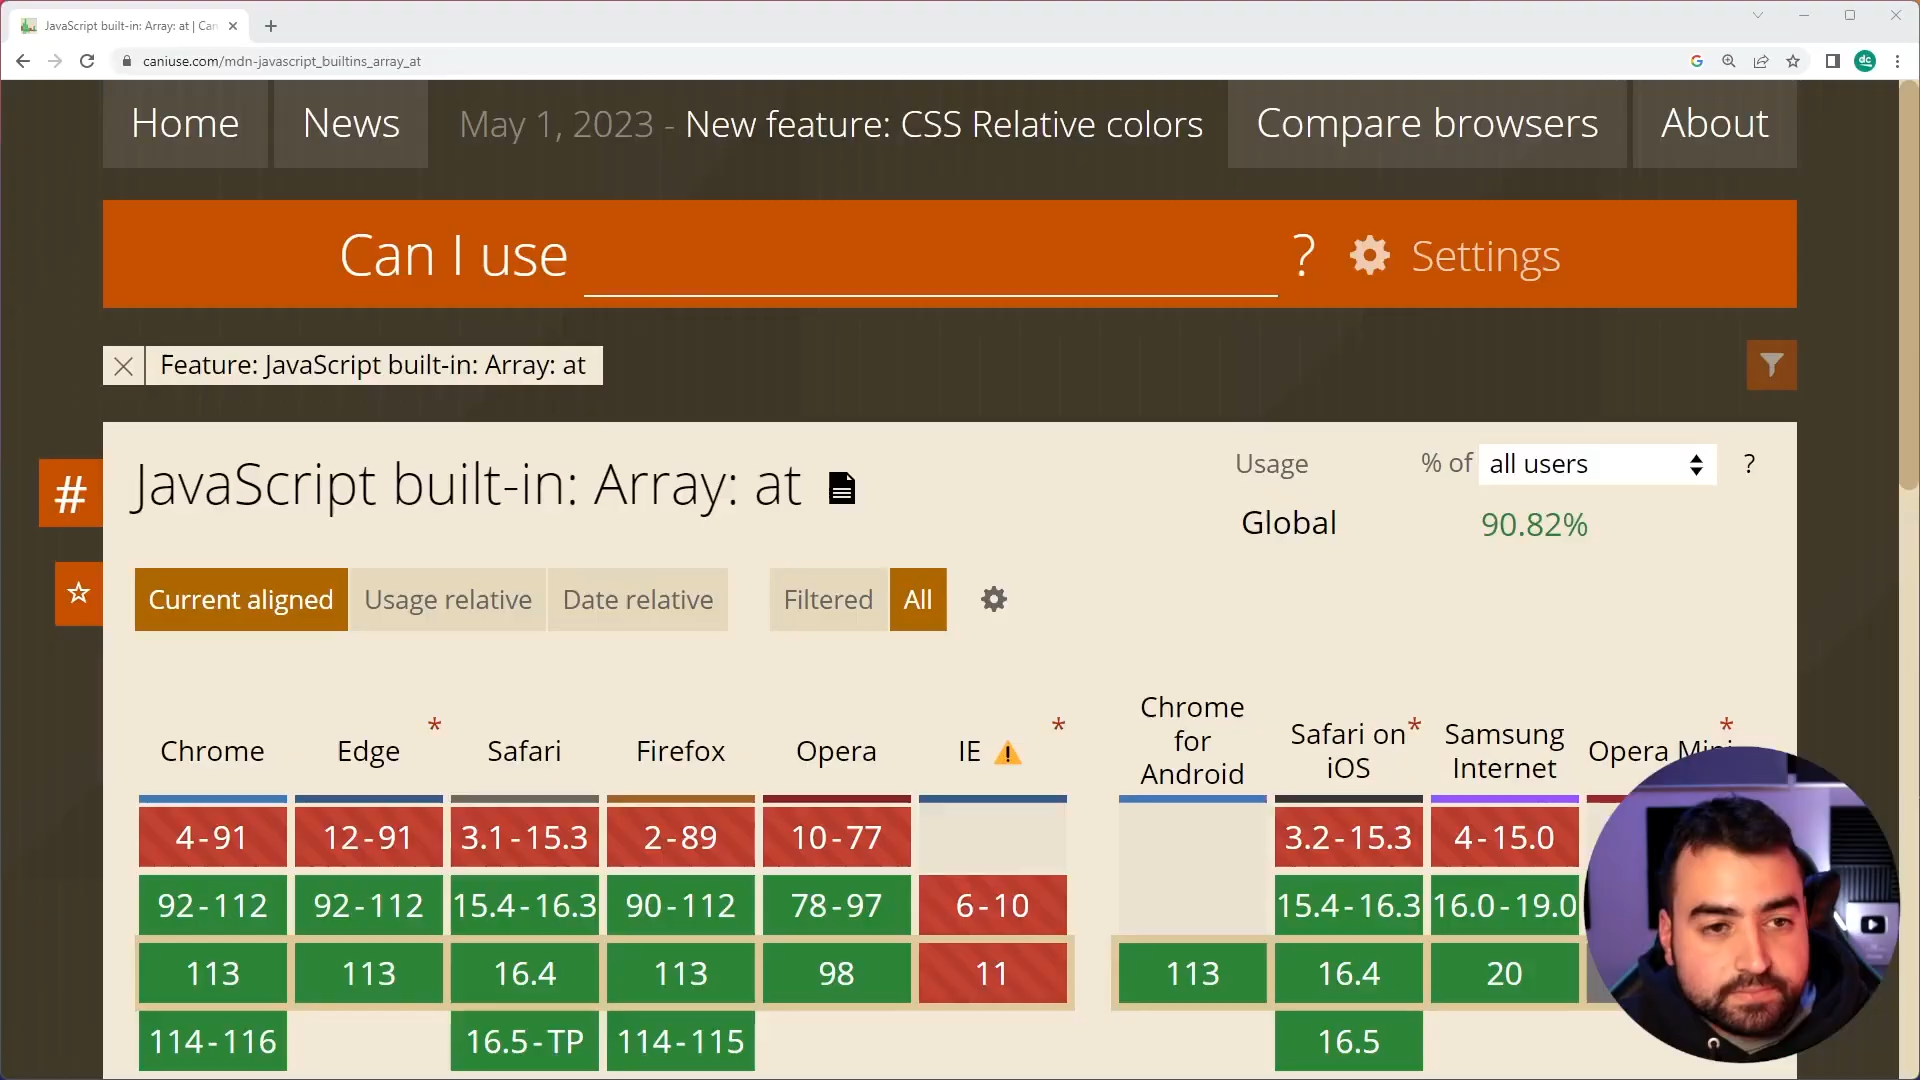 JavaScript built-in: Array: at | Can
caniuse.com/mdn-javascript_builtins_array_at
dc
Home
News
May 1, 2023 - New feature: CSS Relative colors
Compare browsers
About
Can I use
?
Settings
Feature: JavaScript built-in: Array: at
#
JavaScript built-in: Array: at
Usage
% of
all users
?
Global
90.82%
Current aligned
Usage relative
Date relative
Filtered
All
Chrome
Edge *
Safari
Firefox
Opera
IE *
Chrome
for
Android
Safari on *
iOS
Samsung
Internet
Opera Mini *
4-91
12-91
3.1-15.3
2-89
10-77
3.2-15.3
4-15.0
92-112
92-112
15.4-16.3
90-112
78-97
6-10
15.4-16.3
16.0-19.0
113
113
16.4
113
98
11
113
16.4
20
114-116
16.5-TP
114-115
16.5